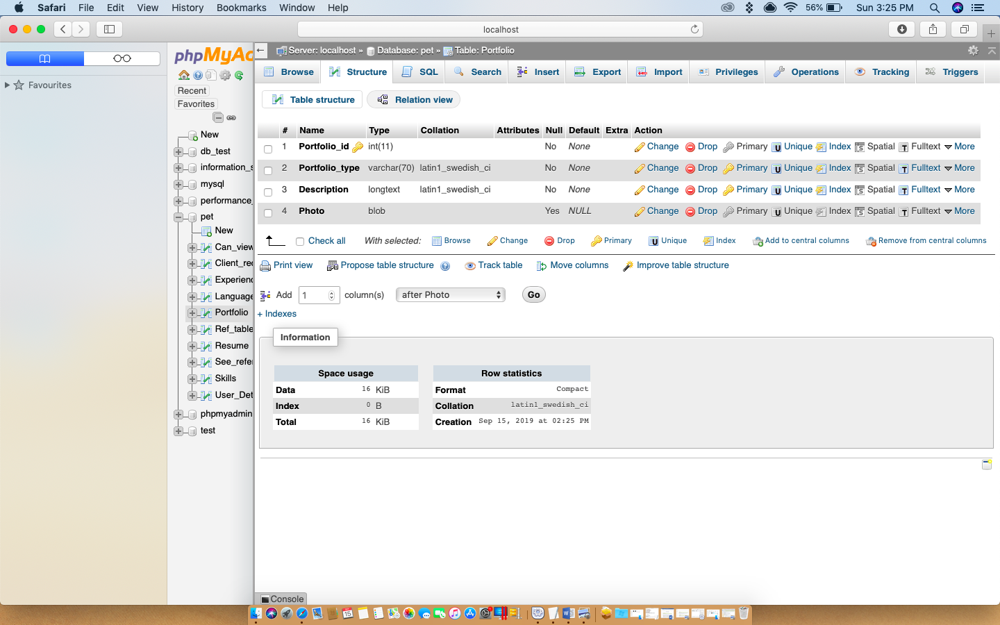 Safari File Edit View History Bookmarks Window Help 56% Sun 3:25 PM
localhost
Favourites
phpMyAc
Recent
Favorites
New
db_test
information_s
mysql
performance_
pet
New
Can_view
Client_rec
Experienc
Language
Portfolio
Ref_table
Resume
See_refer
Skills
User_Det
phpmyadmin
test
Server: localhost » Database: pet » Table: Portfolio
Browse Structure SQL Search Insert Export Import Privileges Operations Tracking Triggers
Table structure Relation view
# Name Type Collation Attributes Null Default Extra Action
1 Portfolio_id int(11) No None Change Drop Primary Unique Index Spatial Fulltext More
2 Portfolio_type varchar(70) latin1_swedish_ci No None Change Drop Primary Unique Index Spatial Fulltext More
3 Description longtext latin1_swedish_ci No None Change Drop Primary Unique Index Spatial Fulltext More
4 Photo blob Yes NULL Change Drop Primary Unique Index Spatial Fulltext More
Check all With selected: Browse Change Drop Primary Unique Index Add to central columns Remove from central columns
Print view Propose table structure Track table Move columns Improve table structure
Add 1 column(s) after Photo Go
+ Indexes
Information
Space usage
Data 16 KiB
Index 0 B
Total 16 KiB
Row statistics
Format Compact
Collation latin1_swedish_ci
Creation Sep 15, 2019 at 02:25 PM
Console
15